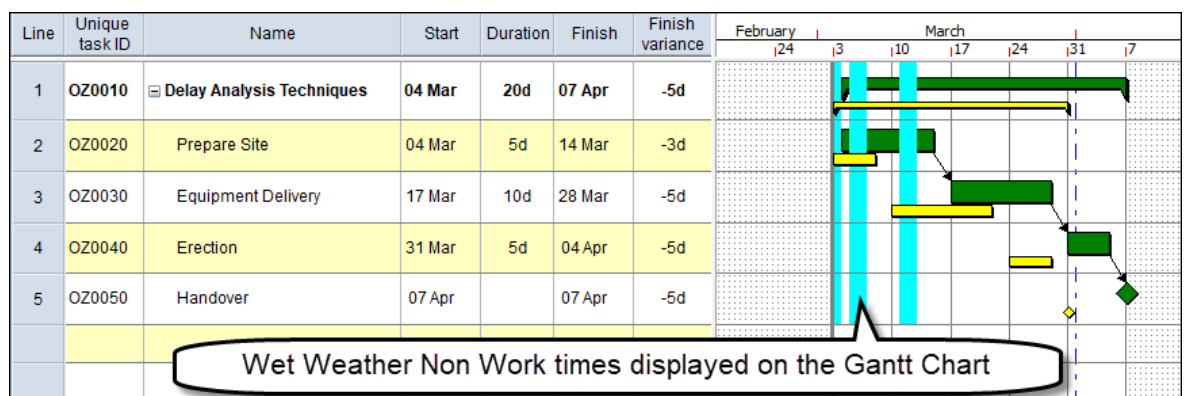 Line Unique task ID Name Start Duration Finish Finish variance February March
24 3 10 17 24 31 7
1 OZ0010 Delay Analysis Techniques 04 Mar 20d 07 Apr -5d
2 OZ0020 Prepare Site 04 Mar 5d 14 Mar -3d
3 OZ0030 Equipment Delivery 17 Mar 10d 28 Mar -5d
4 OZ0040 Erection 31 Mar 5d 04 Apr -5d
5 OZ0050 Handover 07 Apr 07 Apr -5d
Wet Weather Non Work times displayed on the Gantt Chart